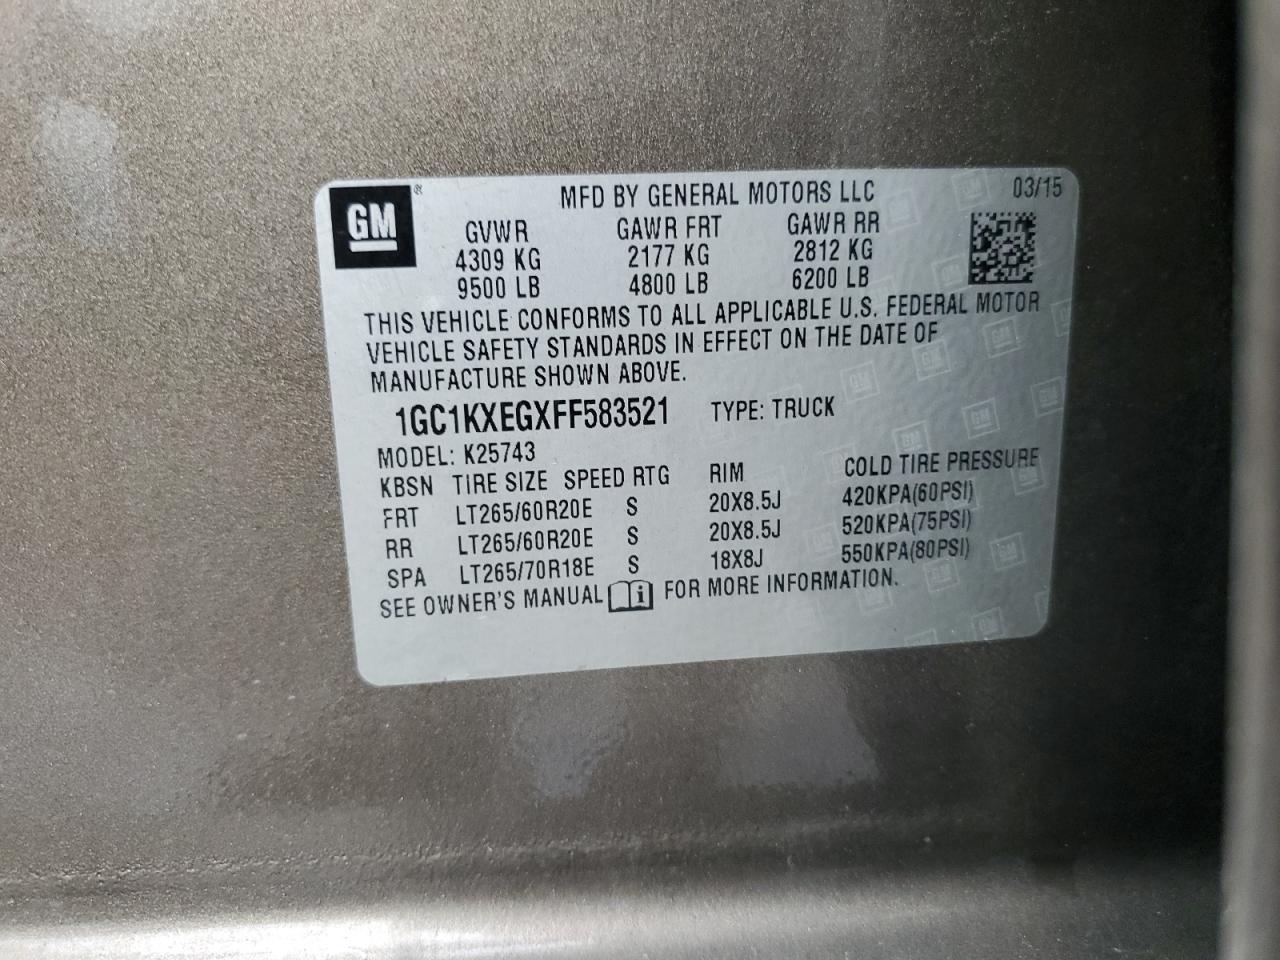 GM ® MFD BY GENERAL MOTORS LLC 03/15
GVWR GAWR FRT GAWR RR
4309 KG 2177 KG 2812 KG
9500 LB 4800 LB 6200 LB
THIS VEHICLE CONFORMS TO ALL APPLICABLE U.S. FEDERAL MOTOR
VEHICLE SAFETY STANDARDS IN EFFECT ON THE DATE OF
MANUFACTURE SHOWN ABOVE.
1GC1KXEGXFF583521 TYPE: TRUCK
MODEL: K25743
KBSN TIRE SIZE SPEED RTG RIM COLD TIRE PRESSURE
FRT LT265/60R20E S 20X8.5J 420KPA(60PSI)
RR LT265/60R20E S 20X8.5J 520KPA(75PSI)
SPA LT265/70R18E S 18X8J 550KPA(80PSI)
SEE OWNER'S MANUAL i FOR MORE INFORMATION.